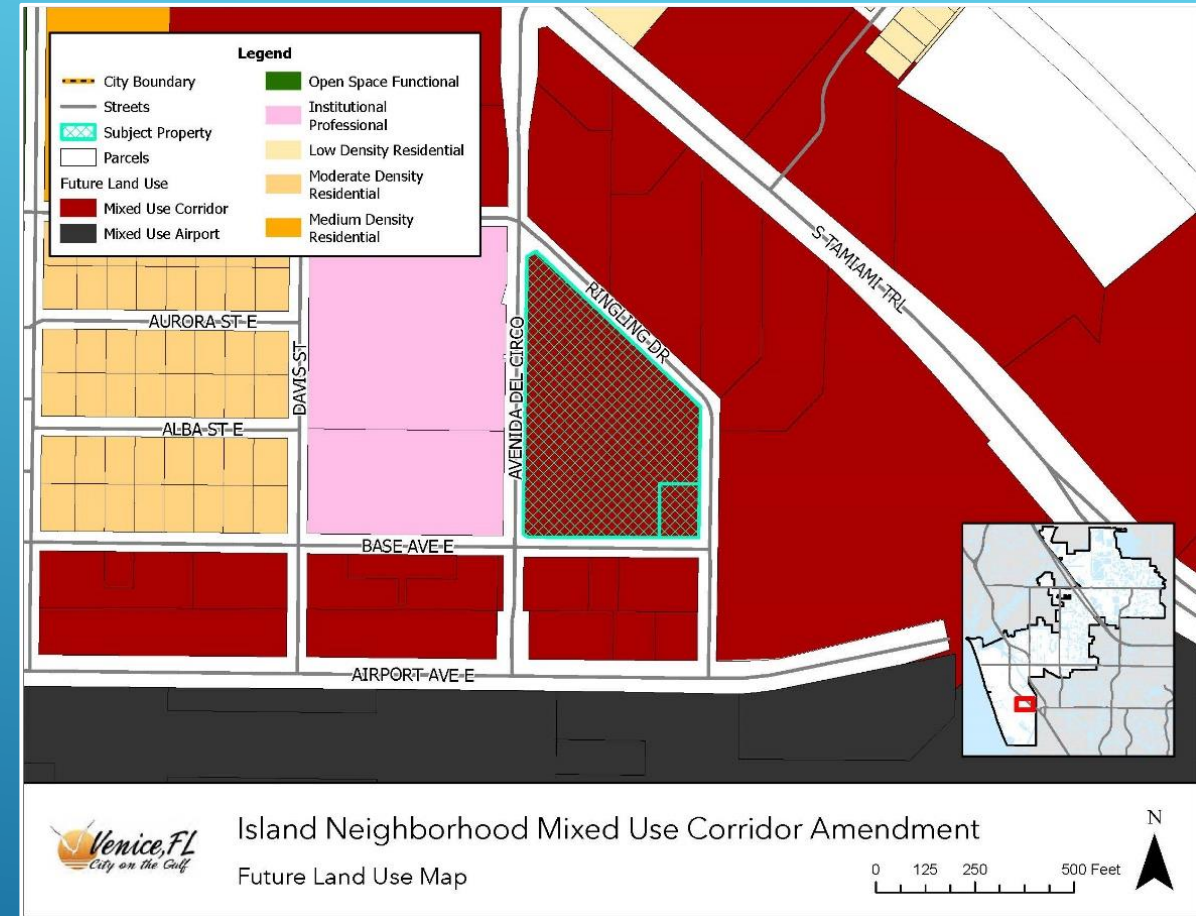 Legend
City Boundary
Streets
Subject Property
Parcels
Future Land Use
Mixed Use Corridor
Mixed Use Airport
Open Space Functional
Institutional
Professional
Low Density Residential
Moderate Density
Residential
Medium Density
Residential
S TAMIAMI TRL
RINGLING DR
AURORA ST E
DAVIS ST
AVENIDA DEL CIRCO
ALBA ST E
BASE AVE E
AIRPORT AVE E
Venice, FL
City on the Gulf
Island Neighborhood Mixed Use Corridor Amendment
Future Land Use Map
0 125 250 500 Feet
N